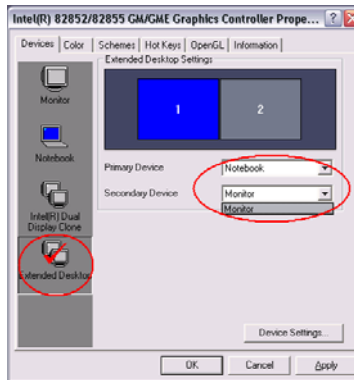 Intel(R) 82852/82855 GM/GME Graphics Controller Prope... ? X
Devices Color Schemes Hot Keys OpenGL Information
Extended Desktop Settings
Monitor
1 2
Notebook
Primary Device Notebook
Secondary Device Monitor
Monitor
Intel(R) Dual
Display Clone
Extended Desktop
Device Settings...
OK Cancel Apply